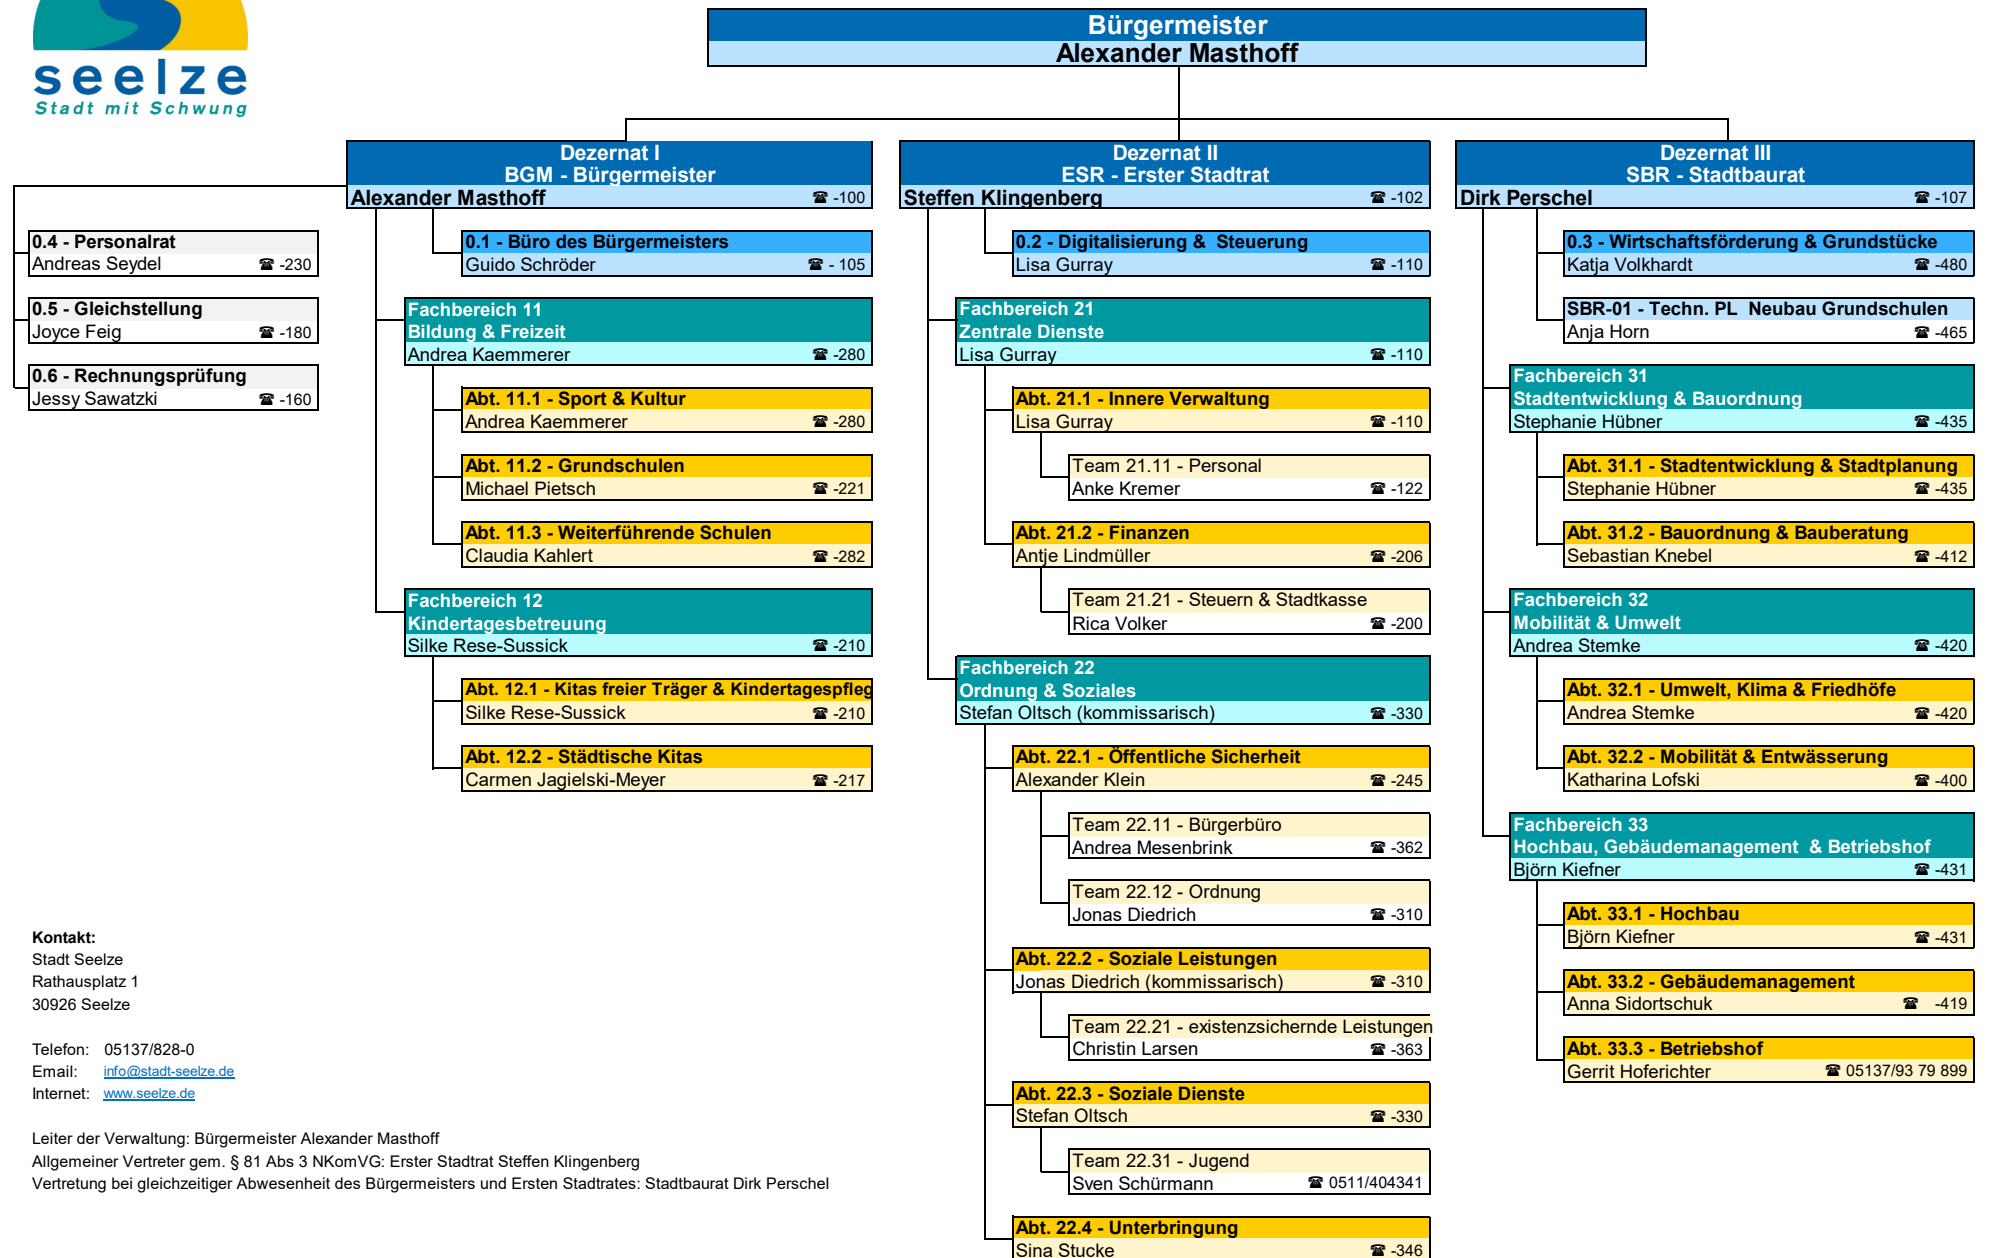 seelze
Stadt mit Schwung
Bürgermeister
Alexander Masthoff
Dezernat I
BGM - Bürgermeister
Alexander Masthoff ☎ -100
0.4 - Personalrat
Andreas Seydel ☎ -230
0.5 - Gleichstellung
Joyce Feig ☎ -180
0.6 - Rechnungsprüfung
Jessy Sawatzki ☎ -160
0.1 - Büro des Bürgermeisters
Guido Schröder ☎ - 105
Fachbereich 11
Bildung & Freizeit
Andrea Kaemmerer ☎ -280
Abt. 11.1 - Sport & Kultur
Andrea Kaemmerer ☎ -280
Abt. 11.2 - Grundschulen
Michael Pietsch ☎ -221
Abt. 11.3 - Weiterführende Schulen
Claudia Kahlert ☎ -282
Fachbereich 12
Kindertagesbetreuung
Silke Rese-Sussick ☎ -210
Abt. 12.1 - Kitas freier Träger & Kindertagespfleg
Silke Rese-Sussick ☎ -210
Abt. 12.2 - Städtische Kitas
Carmen Jagielski-Meyer ☎ -217
Dezernat II
ESR - Erster Stadtrat
Steffen Klingenberg ☎ -102
0.2 - Digitalisierung & Steuerung
Lisa Gurray ☎ -110
Fachbereich 21
Zentrale Dienste
Lisa Gurray ☎ -110
Abt. 21.1 - Innere Verwaltung
Lisa Gurray ☎ -110
Team 21.11 - Personal
Anke Kremer ☎ -122
Abt. 21.2 - Finanzen
Antje Lindmüller ☎ -206
Team 21.21 - Steuern & Stadtkasse
Rica Volker ☎ -200
Fachbereich 22
Ordnung & Soziales
Stefan Oltsch (kommissarisch) ☎ -330
Abt. 22.1 - Öffentliche Sicherheit
Alexander Klein ☎ -245
Team 22.11 - Bürgerbüro
Andrea Mesenbrink ☎ -362
Team 22.12 - Ordnung
Jonas Diedrich ☎ -310
Abt. 22.2 - Soziale Leistungen
Jonas Diedrich (kommissarisch) ☎ -310
Team 22.21 - existenzsichernde Leistungen
Christin Larsen ☎ -363
Abt. 22.3 - Soziale Dienste
Stefan Oltsch ☎ -330
Team 22.31 - Jugend
Sven Schürmann ☎ 0511/404341
Abt. 22.4 - Unterbringung
Sina Stucke ☎ -346
Dezernat III
SBR - Stadtbaurat
Dirk Perschel ☎ -107
0.3 - Wirtschaftsförderung & Grundstücke
Katja Volkhardt ☎ -480
SBR-01 - Techn. PL Neubau Grundschulen
Anja Horn ☎ -465
Fachbereich 31
Stadtentwicklung & Bauordnung
Stephanie Hübner ☎ -435
Abt. 31.1 - Stadtentwicklung & Stadtplanung
Stephanie Hübner ☎ -435
Abt. 31.2 - Bauordnung & Bauberatung
Sebastian Knebel ☎ -412
Fachbereich 32
Mobilität & Umwelt
Andrea Stemke ☎ -420
Abt. 32.1 - Umwelt, Klima & Friedhöfe
Andrea Stemke ☎ -420
Abt. 32.2 - Mobilität & Entwässerung
Katharina Lofski ☎ -400
Fachbereich 33
Hochbau, Gebäudemanagement & Betriebshof
Björn Kiefner ☎ -431
Abt. 33.1 - Hochbau
Björn Kiefner ☎ -431
Abt. 33.2 - Gebäudemanagement
Anna Sidortschuk ☎ -419
Abt. 33.3 - Betriebshof
Gerrit Hoferichter ☎ 05137/93 79 899
Kontakt:
Stadt Seelze
Rathausplatz 1
30926 Seelze
Telefon: 05137/828-0
Email: info@stadt-seelze.de
Internet: www.seelze.de
Leiter der Verwaltung: Bürgermeister Alexander Masthoff
Allgemeiner Vertreter gem. § 81 Abs 3 NKomVG: Erster Stadtrat Steffen Klingenberg
Vertretung bei gleichzeitiger Abwesenheit des Bürgermeisters und Ersten Stadtrates: Stadtbaurat Dirk Perschel